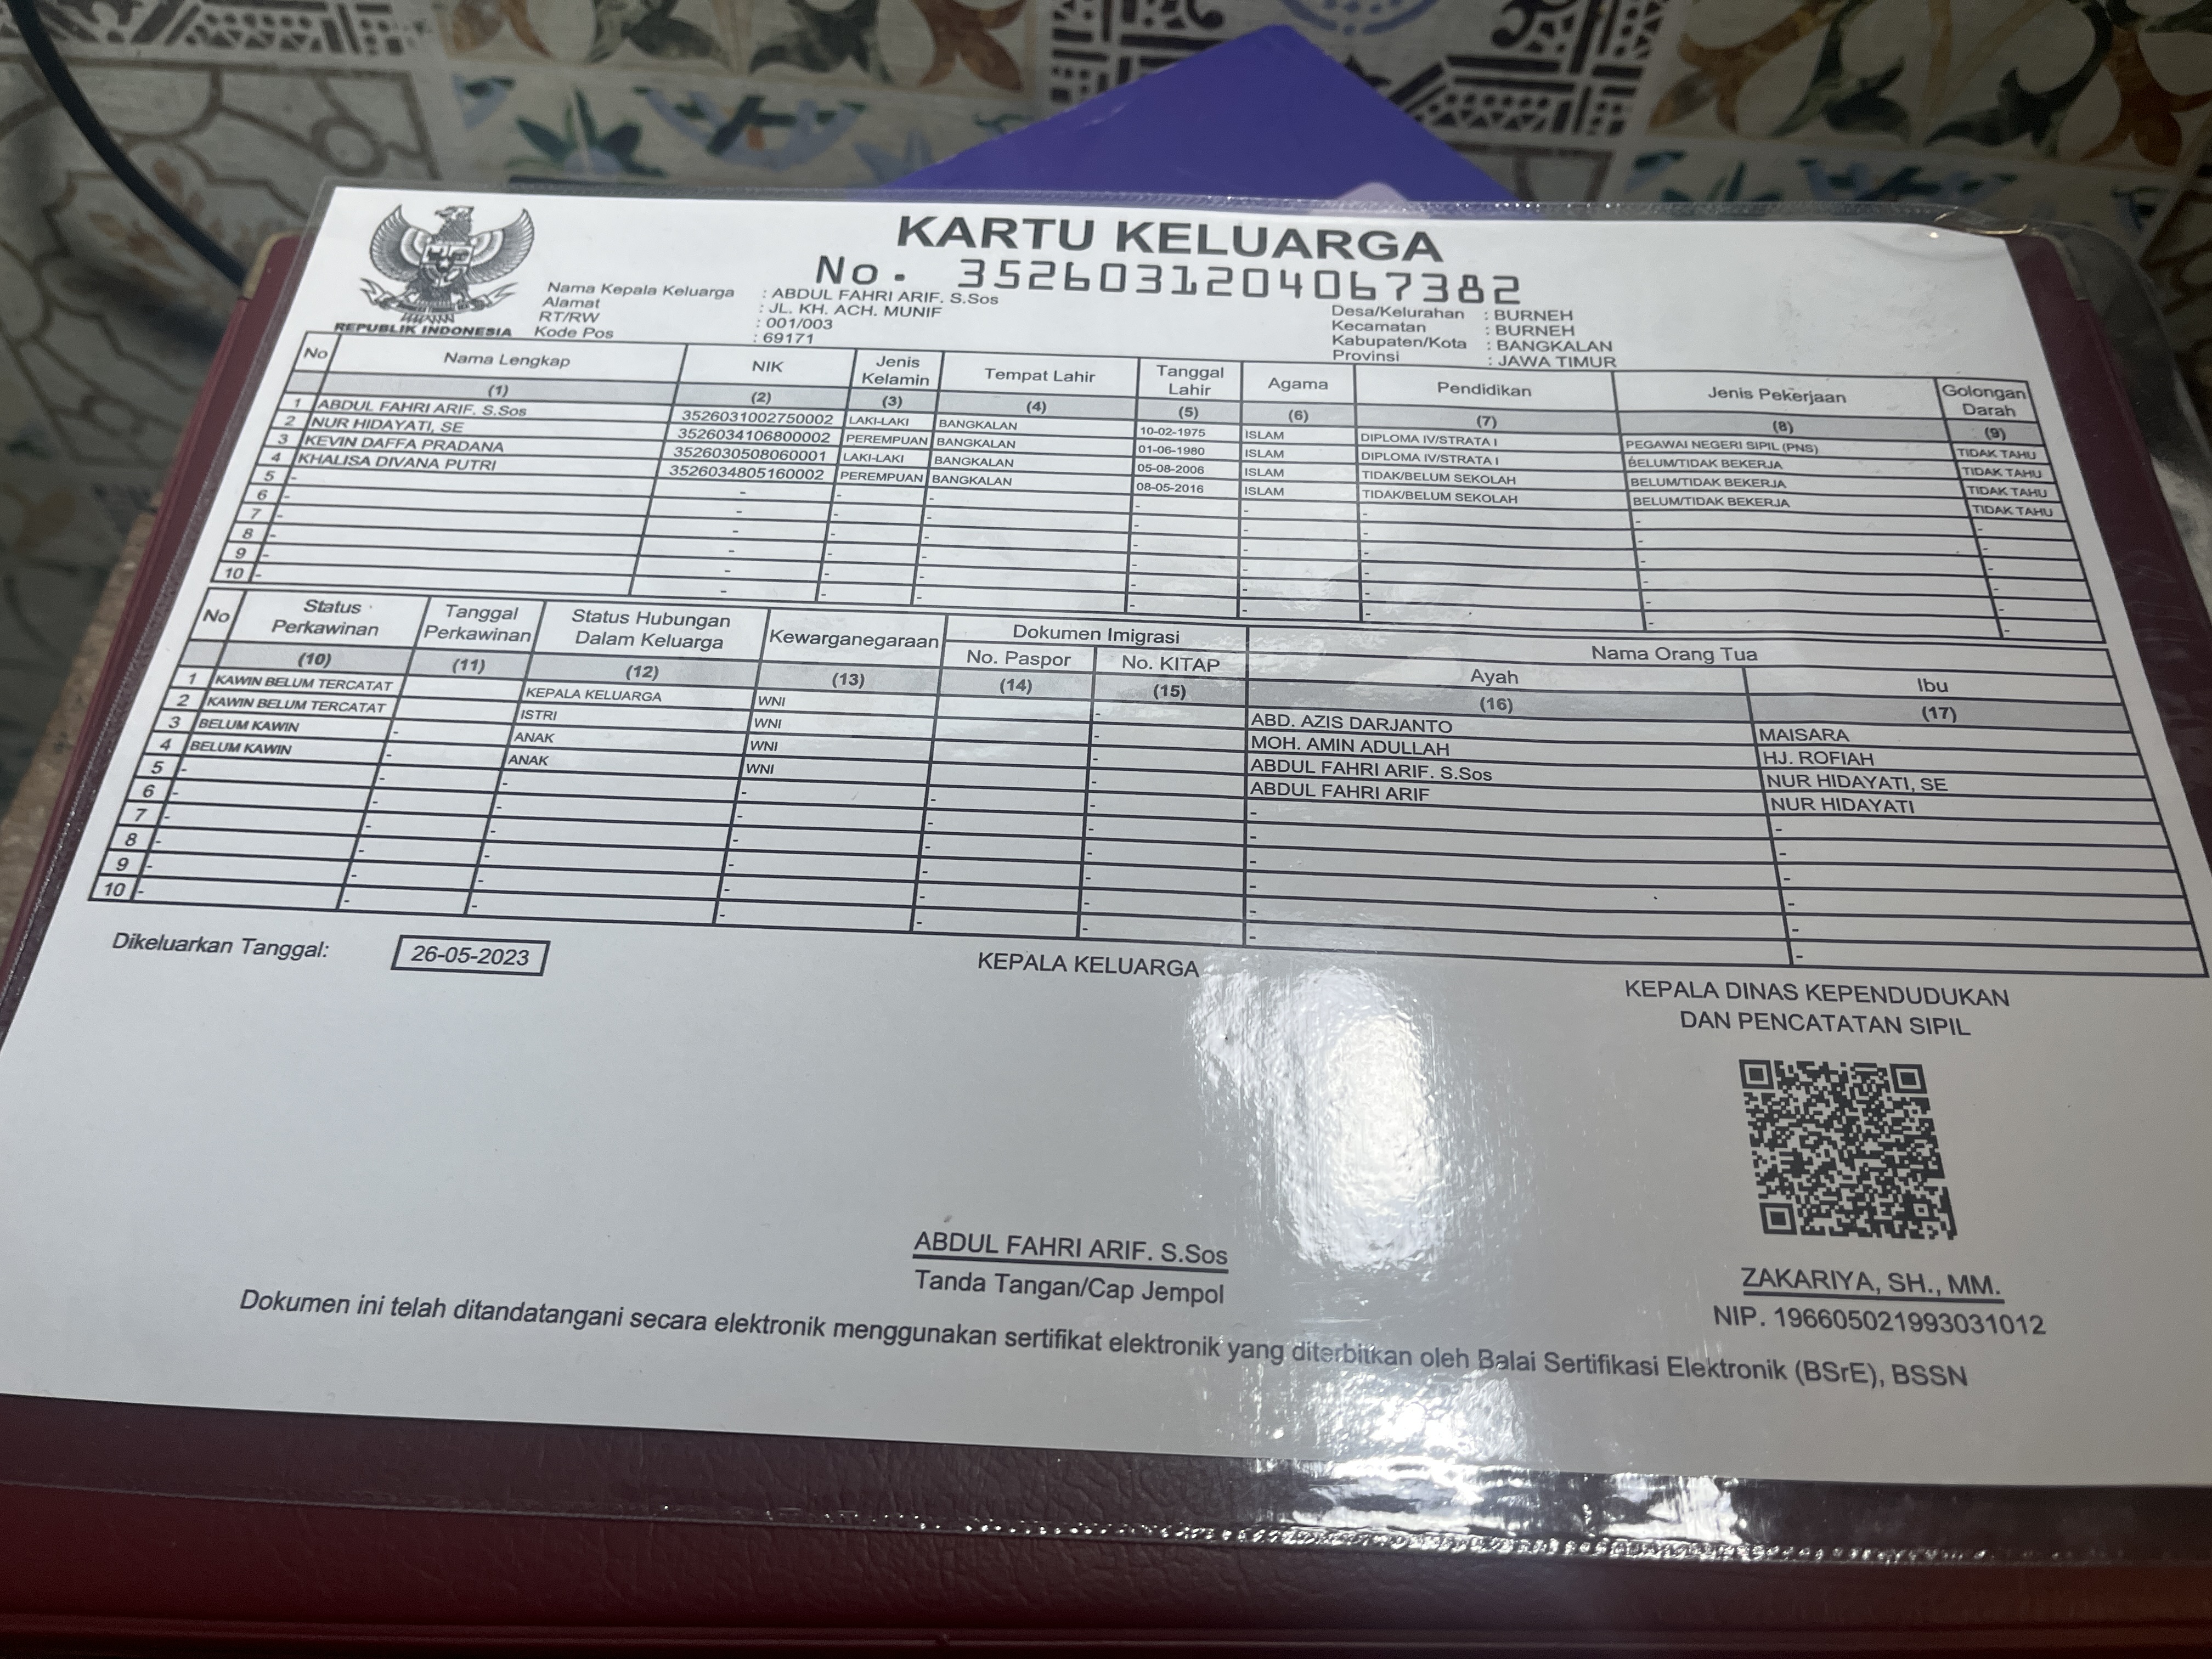 KARTU KELUARGA
No. 3526031204067382
REPUBLIK INDONESIA
Nama Kepala Keluarga : ABDUL FAHRI ARIF. S.Sos
Alamat : JL. KH. ACH. MUNIF
RT/RW : 001/003
Kode Pos : 69171
Desa/Kelurahan : BURNEH
Kecamatan : BURNEH
Kabupaten/Kota : BANGKALAN
Provinsi : JAWA TIMUR
No Nama Lengkap NIK Jenis Kelamin Tempat Lahir Tanggal Lahir Agama Pendidikan Jenis Pekerjaan Golongan Darah
(1) (2) (3) (4) (5) (6) (7) (8) (9)
1 ABDUL FAHRI ARIF. S.Sos 3526031002750002 LAKI-LAKI BANGKALAN 10-02-1975 ISLAM DIPLOMA IV/STRATA I PEGAWAI NEGERI SIPIL (PNS) TIDAK TAHU
2 NUR HIDAYATI, SE 3526034106800002 PEREMPUAN BANGKALAN 01-06-1980 ISLAM DIPLOMA IV/STRATA I BELUM/TIDAK BEKERJA TIDAK TAHU
3 KEVIN DAFFA PRADANA 3526030508060001 LAKI-LAKI BANGKALAN 05-08-2006 ISLAM TIDAK/BELUM SEKOLAH BELUM/TIDAK BEKERJA TIDAK TAHU
4 KHALISA DIVANA PUTRI 3526034805160002 PEREMPUAN BANGKALAN 08-05-2016 ISLAM TIDAK/BELUM SEKOLAH BELUM/TIDAK BEKERJA TIDAK TAHU
5 - - - - - - - - -
6 - - - - - - - - -
7 - - - - - - - - -
8 - - - - - - - - -
9 - - - - - - - - -
10 - - - - - - - - -
No Status Perkawinan Tanggal Perkawinan Status Hubungan Dalam Keluarga Kewarganegaraan Dokumen Imigrasi Nama Orang Tua
No. Paspor No. KITAP Ayah Ibu
(10) (11) (12) (13) (14) (15) (16) (17)
1 KAWIN BELUM TERCATAT KEPALA KELUARGA WNI - ABD. AZIS DARJANTO MAISARA
2 KAWIN BELUM TERCATAT ISTRI WNI - MOH. AMIN ADULLAH HJ. ROFIAH
3 BELUM KAWIN - ANAK WNI - ABDUL FAHRI ARIF. S.Sos NUR HIDAYATI, SE
4 BELUM KAWIN - ANAK WNI - ABDUL FAHRI ARIF NUR HIDAYATI
5 - - - - - - - -
6 - - - - - - - -
7 - - - - - - - -
8 - - - - - - - -
9 - - - - - - - -
10 - - - - - - - -
Dikeluarkan Tanggal: 26-05-2023
KEPALA KELUARGA
KEPALA DINAS KEPENDUDUKAN
DAN PENCATATAN SIPIL
ABDUL FAHRI ARIF. S.Sos
Tanda Tangan/Cap Jempol
ZAKARIYA, SH., MM.
NIP. 196605021993031012
Dokumen ini telah ditandatangani secara elektronik menggunakan sertifikat elektronik yang diterbitkan oleh Balai Sertifikasi Elektronik (BSrE), BSSN